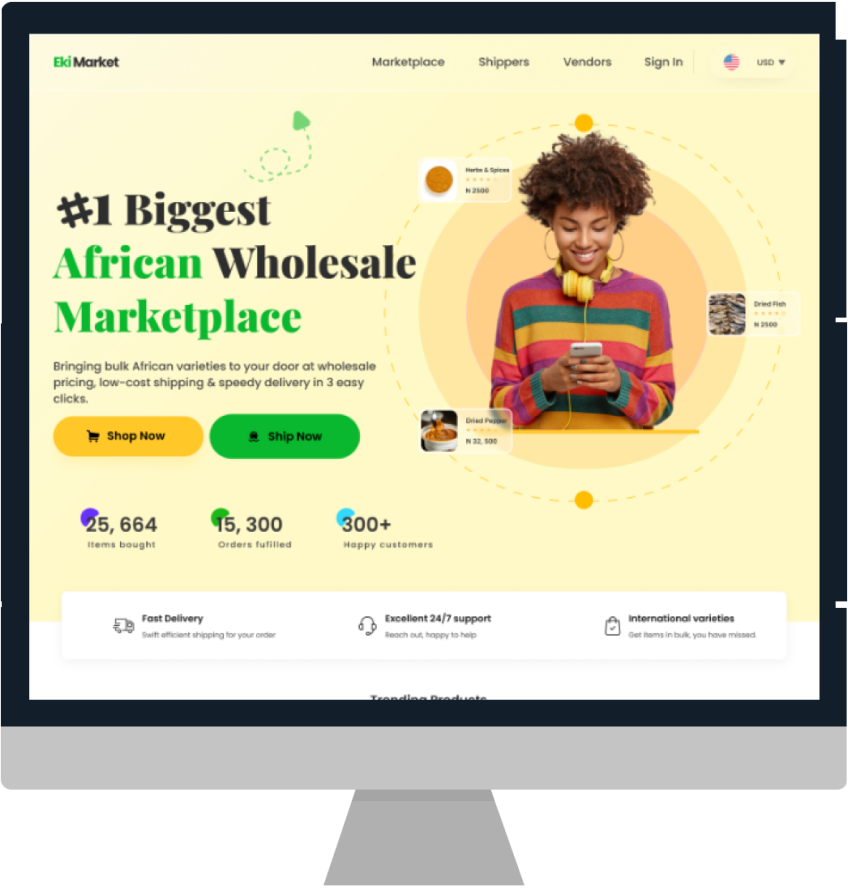 Eki Market
Marketplace
Shippers
Vendors
Sign In
USD
#1 Biggest
African Wholesale
Marketplace
Bringing bulk African varieties to your door at wholesale
pricing, low-cost shipping & speedy delivery in 3 easy
clicks.
Shop Now
Ship Now
Herbs & Spices
N 2500
Dried Fish
N 2500
Dried Pepper
N 32, 500
25, 664
Items bought
15, 300
Orders fufilled
300+
Happy customers
Fast Delivery
Swift efficient shipping for your order
Excellent 24/7 support
Reach out, happy to help
International varieties
Get items in bulk, you have missed.
Trending Products